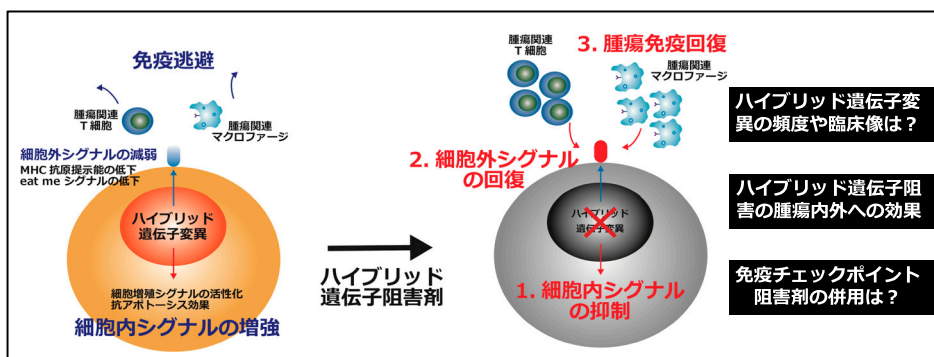 免疫逃避
腫瘍関連
T 細胞
腫瘍関連
マクロファージ
細胞外シグナルの減弱
MHC 抗原提示能の低下
eat me シグナルの低下
ハイブリッド
遺伝子変異
細胞増殖シグナルの活性化
抗アポトーシス効果
細胞内シグナルの増強
ハイブリッド
遺伝子阻害剤
腫瘍関連
T 細胞
3. 腫瘍免疫回復
腫瘍関連
マクロファージ
2. 細胞外シグナル
の回復
ハイブリッド
遺伝子変異
1. 細胞内シグナル
の抑制
ハイブリッド遺伝子変
異の頻度や臨床像は？
ハイブリッド遺伝子阻
害の腫瘍内外への効果
免疫チェックポイント
阻害剤の併用は？